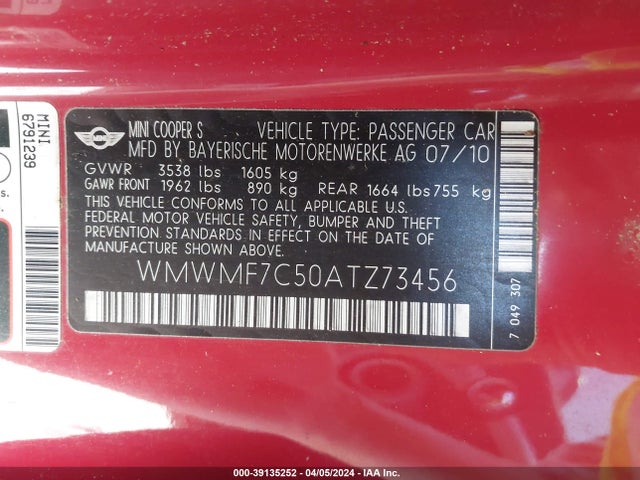 MINI COOPER S VEHICLE TYPE: PASSENGER CAR
MFD BY BAYERISCHE MOTORENWERKE AG 07/10
GVWR 3538 lbs 1605 kg
GAWR FRONT 1962 lbs 890 kg REAR 1664 lbs 755 kg
THIS VEHICLE CONFORMS TO ALL APPLICABLE U.S.
FEDERAL MOTOR VEHICLE SAFETY, BUMPER AND THEFT
PREVENTION STANDARDS IN EFFECT ON THE DATE OF
MANUFACTURE SHOWN ABOVE.
WMWMF7C50ATZ73456
7 049 307
MINI
6791239
000-39135252 - 04/05/2024 - IAA Inc.